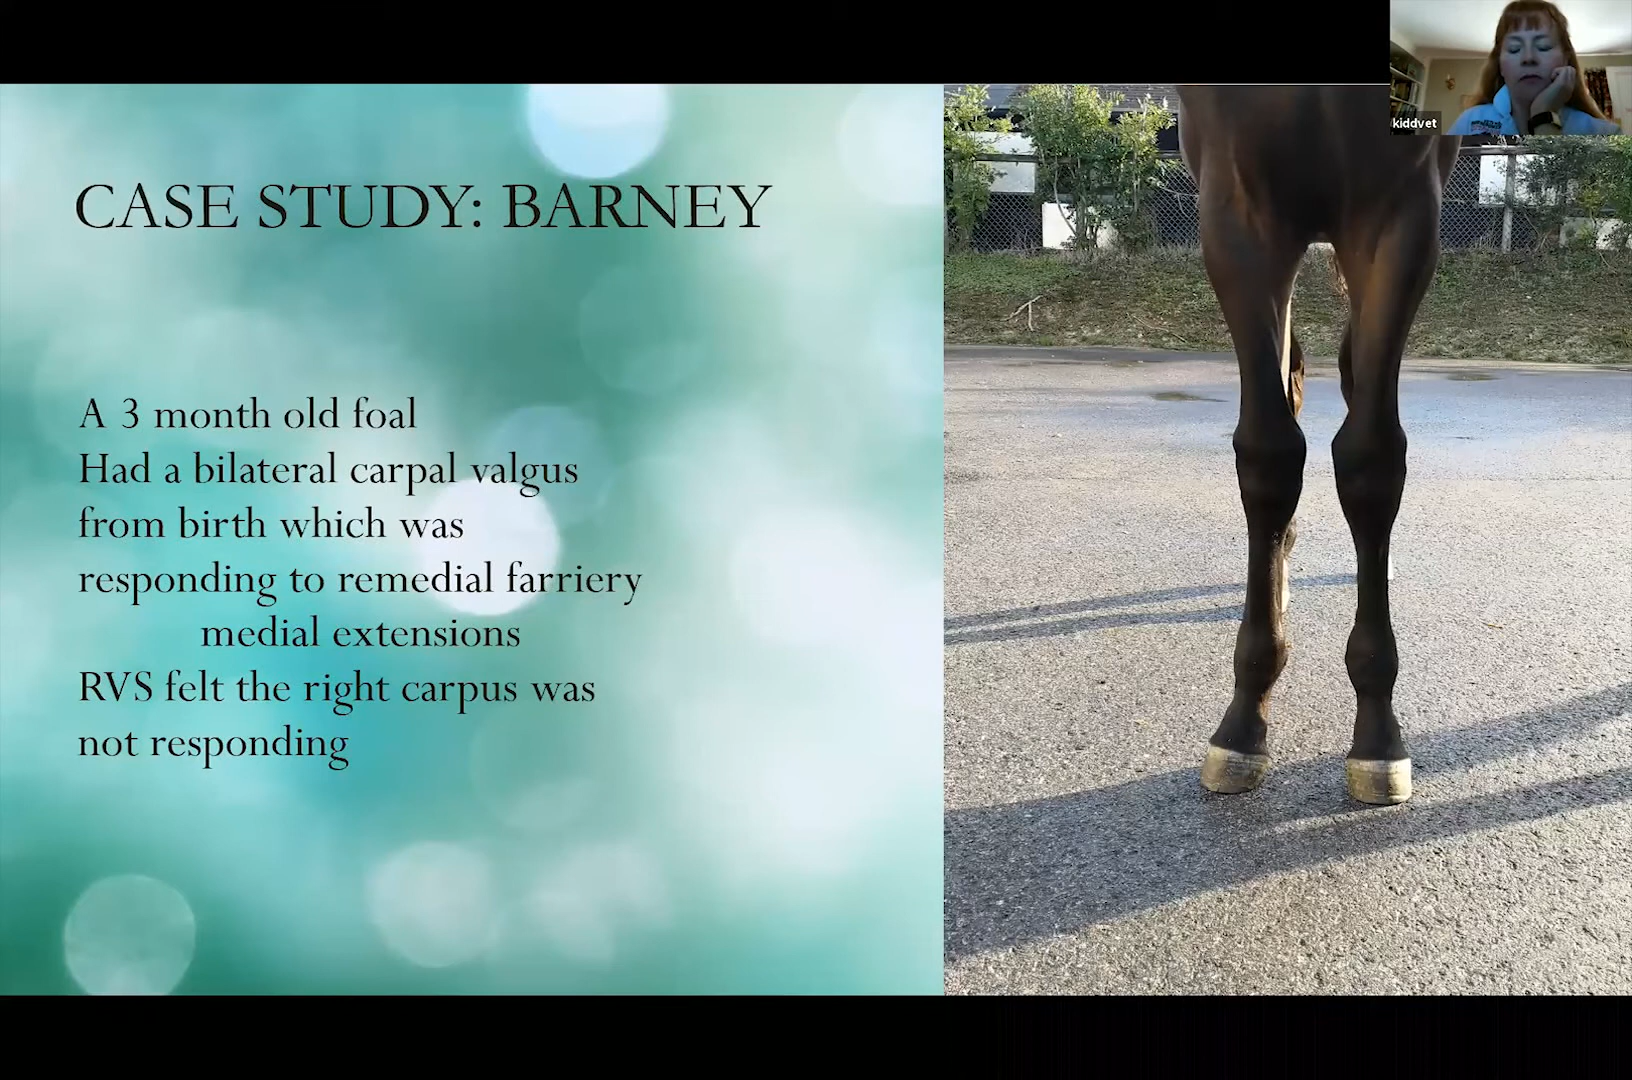 kiddvet
CASE STUDY: BARNEY
A 3 month old foal
Had a bilateral carpal valgus
from birth which was
responding to remedial farriery
medial extensions
RVS felt the right carpus was
not responding